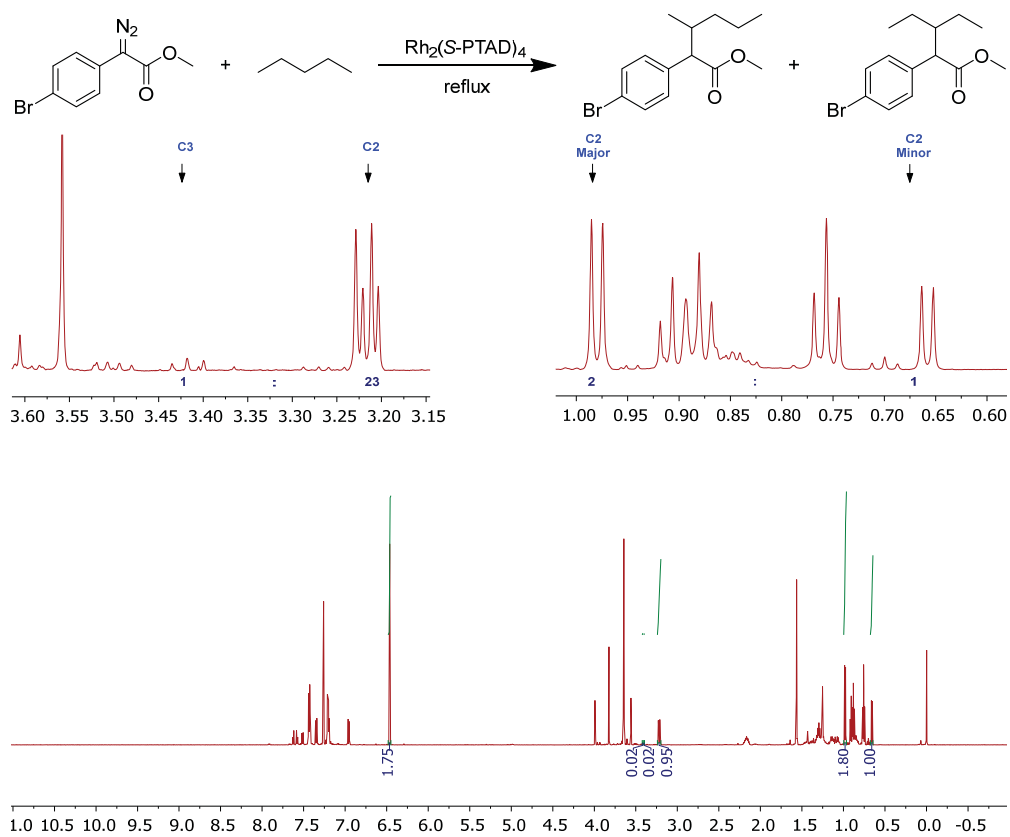 N2
O
O
Br
+
Rh2(S-PTAD)4
reflux
O
O
Br
+
O
O
Br
C3
C2
C2
Major
C2
Minor
1 : 23
2 : 1
3.60 3.55 3.50 3.45 3.40 3.35 3.30 3.25 3.20 3.15
1.00 0.95 0.90 0.85 0.80 0.75 0.70 0.65 0.60
1.75
0.02
0.02
0.95
1.80
1.00
1.0 10.0 9.5 9.0 8.5 8.0 7.5 7.0 6.5 6.0 5.5 5.0 4.5 4.0 3.5 3.0 2.5 2.0 1.5 1.0 0.5 0.0 -0.5